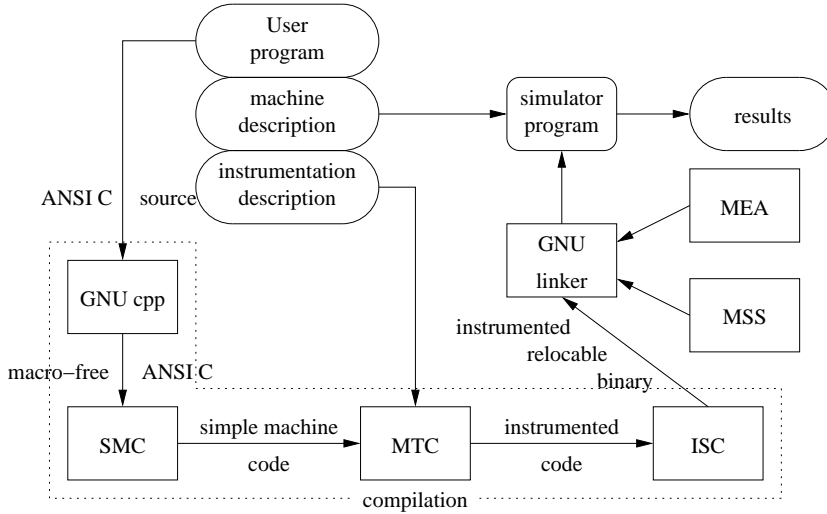 User
program
machine
description
simulator
program
results
instrumentation
description
ANSI C source
MEA
GNU
linker
GNU cpp
MSS
instrumented
relocable
binary
macro−free ANSI C
SMC
simple machine
code
MTC
instrumented
code
ISC
compilation